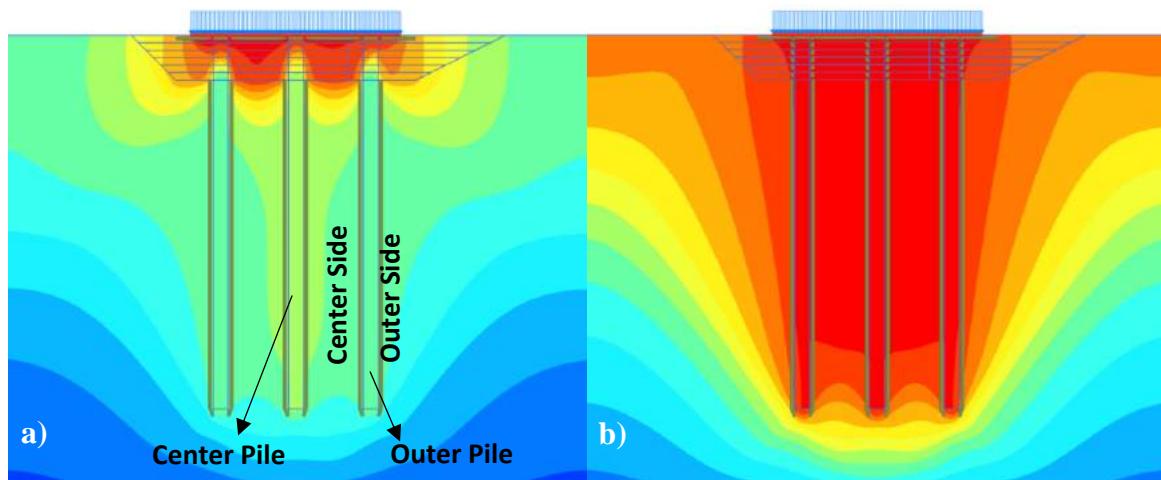 Center Side
Outer Side
a)
Center Pile
Outer Pile
b)